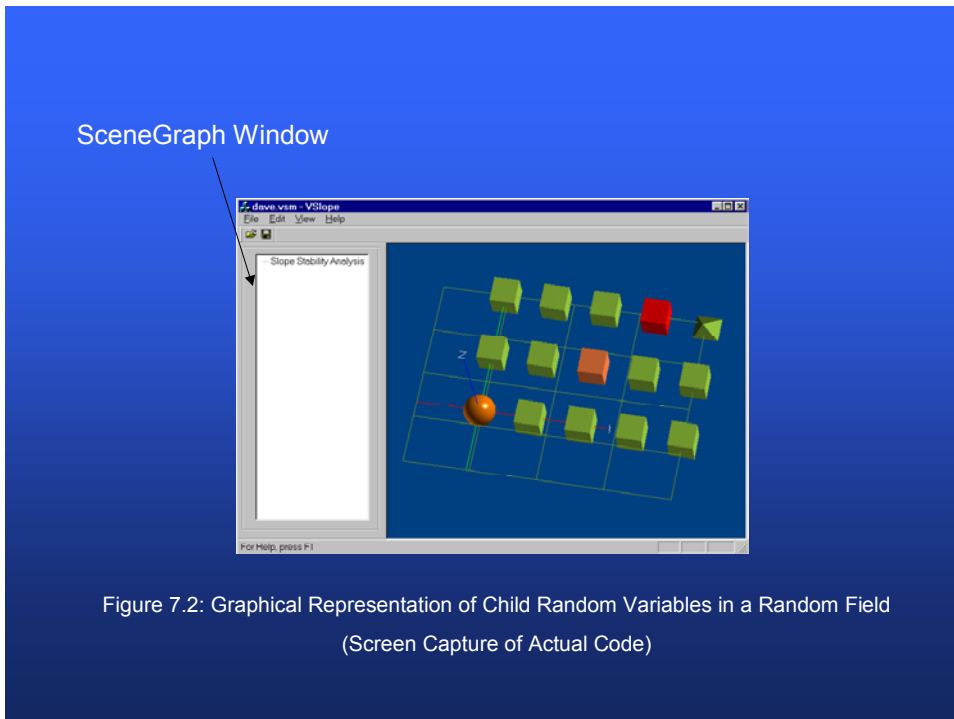 SceneGraph Window
dave.vsm - VSlope
File Edit View Help
Slope Stability Analysis
Z
For Help, press F1
Figure 7.2: Graphical Representation of Child Random Variables in a Random Field
(Screen Capture of Actual Code)